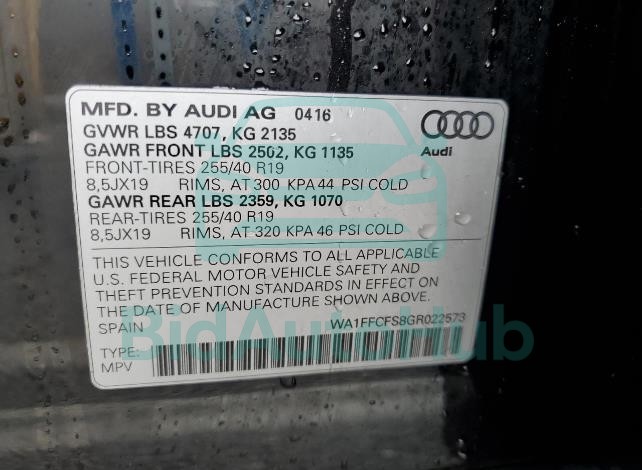 MFD. BY AUDI AG 0416
GVWR LBS 4707, KG 2135
GAWR FRONT LBS 2502, KG 1135
FRONT-TIRES 255/40 R19
8,5JX19 RIMS, AT 300 KPA 44 PSI COLD
GAWR REAR LBS 2359, KG 1070
REAR-TIRES 255/40 R19
8,5JX19 RIMS, AT 320 KPA 46 PSI COLD
Audi
THIS VEHICLE CONFORMS TO ALL APPLICABLE
U.S. FEDERAL MOTOR VEHICLE SAFETY AND
THEFT PREVENTION STANDARDS IN EFFECT ON
THE DATE OF MANUFACTURE SHOWN ABOVE.
SPAIN WA1FFCFS8GR022573
TYPE:
MPV
BidAutoHub